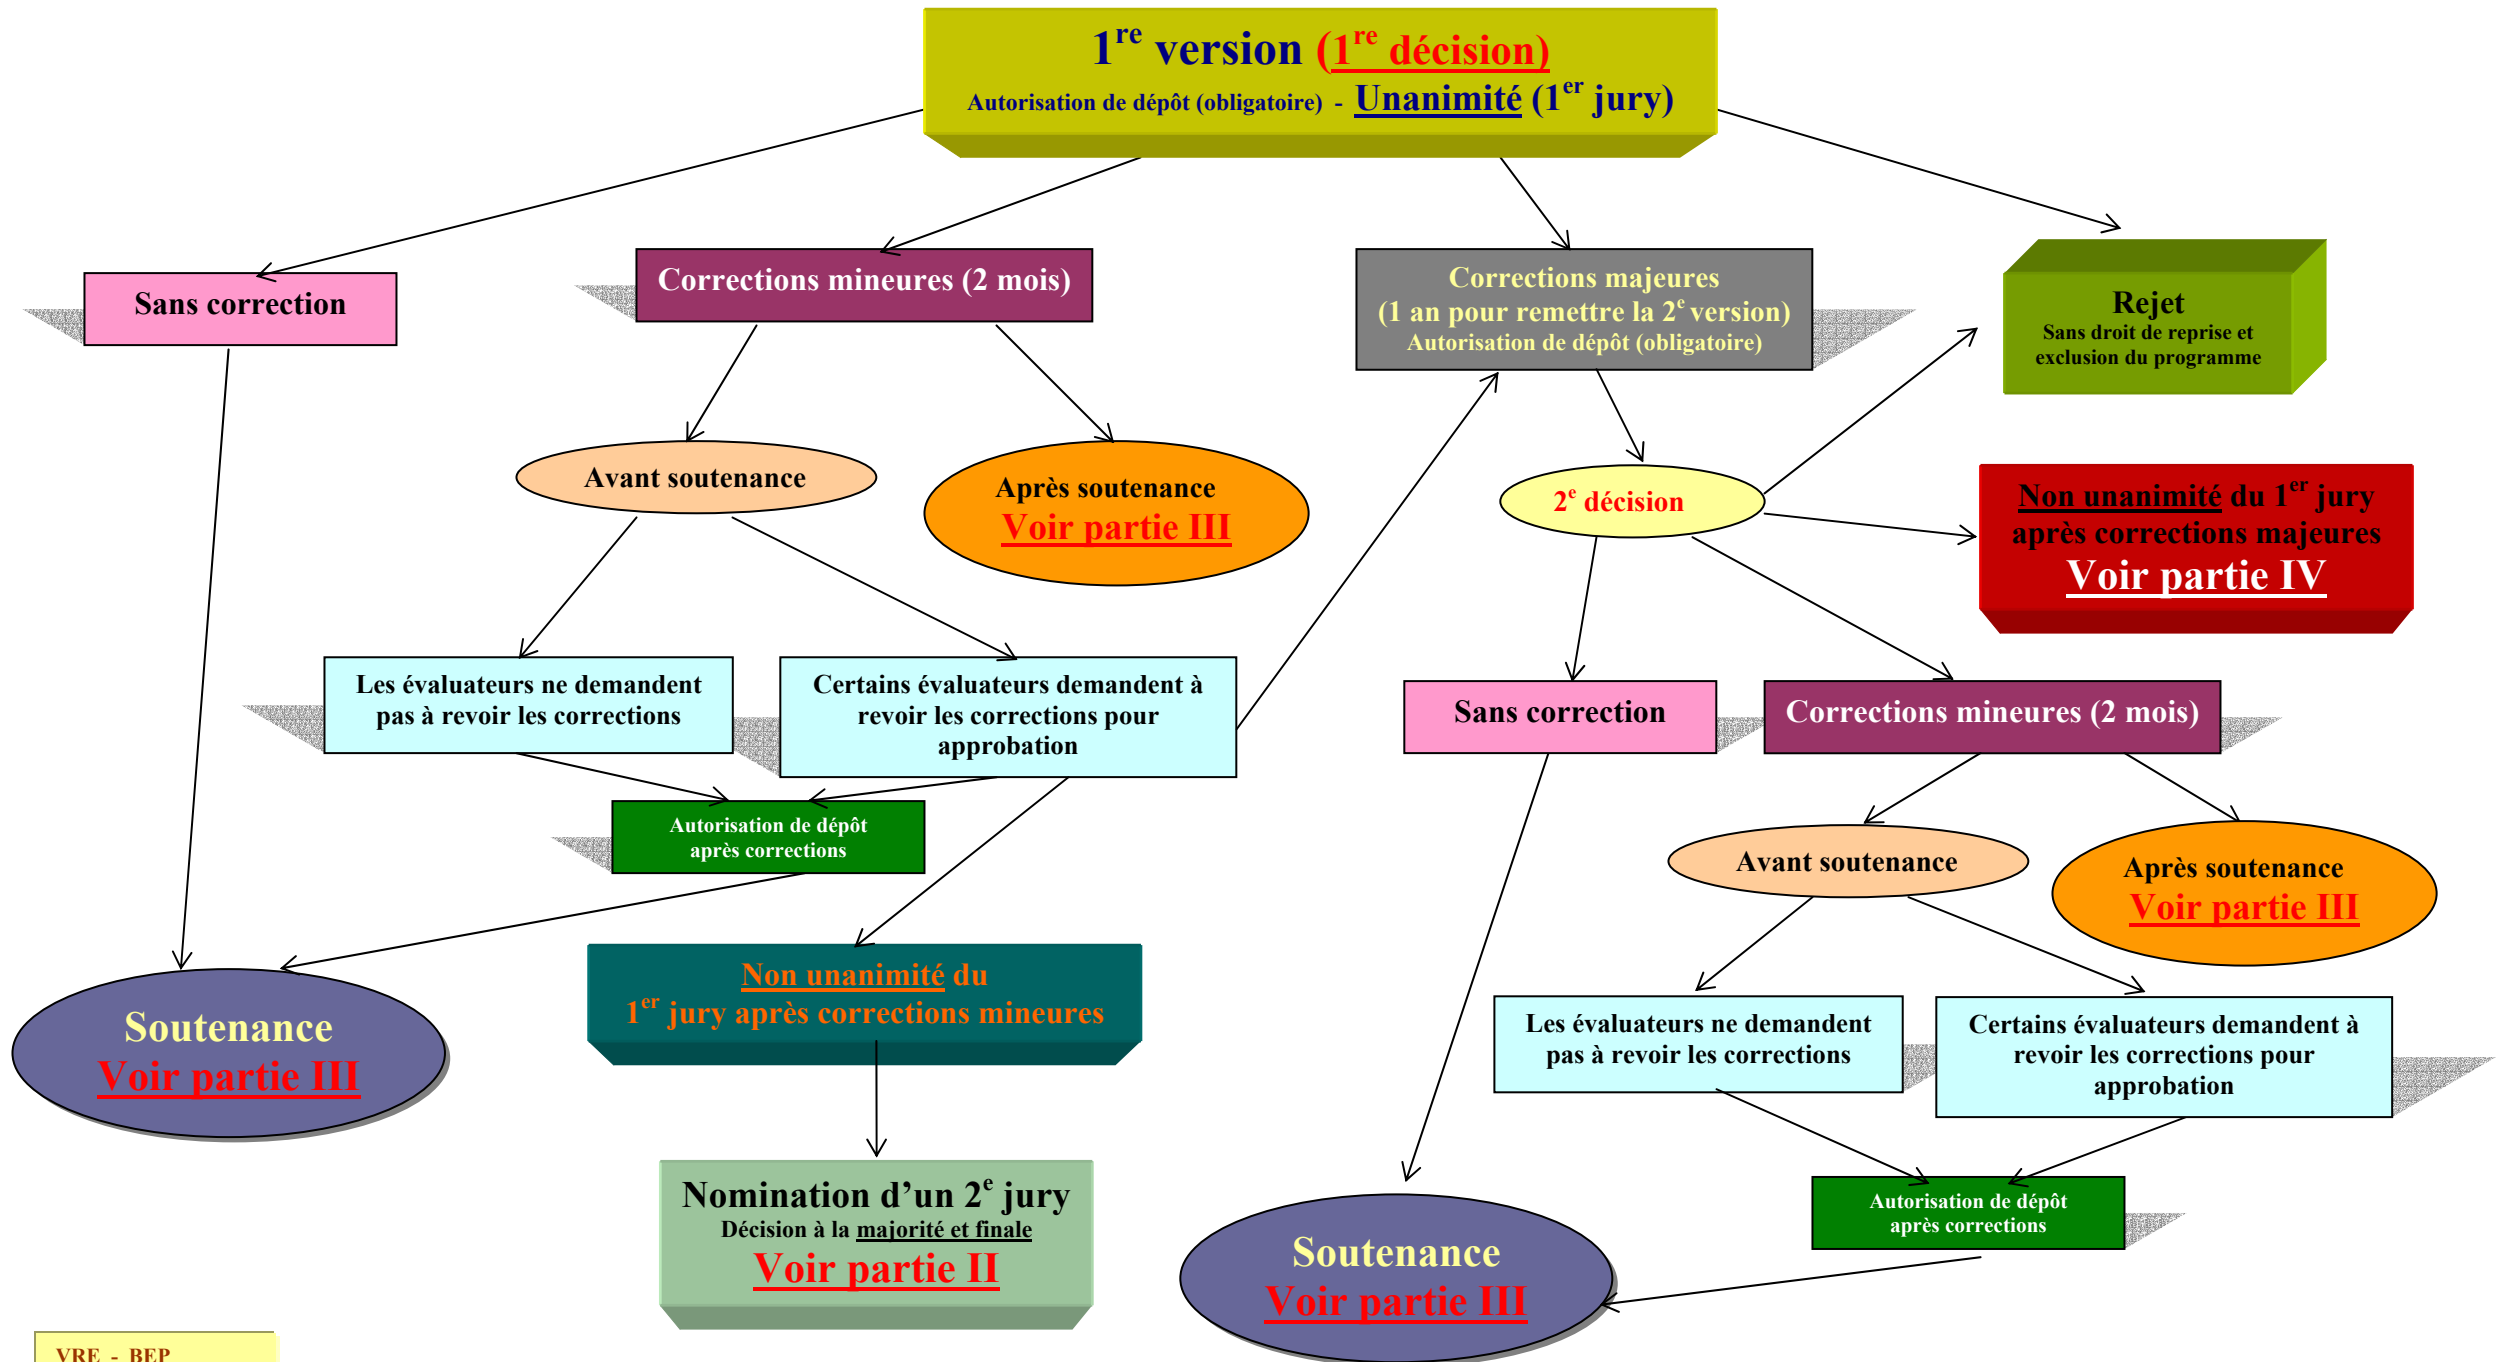 1re version (1re décision)
Autorisation de dépôt (obligatoire) - Unanimité (1er jury)
Sans correction
Corrections mineures (2 mois)
Corrections majeures
(1 an pour remettre la 2e version)
Autorisation de dépôt (obligatoire)
Rejet
Sans droit de reprise et
exclusion du programme
Avant soutenance
Après soutenance
Voir partie III
2e décision
Non unanimité du 1er jury
après corrections majeures
Voir partie IV
Les évaluateurs ne demandent
pas à revoir les corrections
Certains évaluateurs demandent à
revoir les corrections pour
approbation
Sans correction
Corrections mineures (2 mois)
Autorisation de dépôt
après corrections
Avant soutenance
Après soutenance
Voir partie III
Non unanimité du
1er jury après corrections mineures
Soutenance
Voir partie III
Les évaluateurs ne demandent
pas à revoir les corrections
Certains évaluateurs demandent à
revoir les corrections pour
approbation
Nomination d’un 2e jury
Décision à la majorité et finale
Voir partie II
Autorisation de dépôt
après corrections
Soutenance
Voir partie III
VRE - BEP